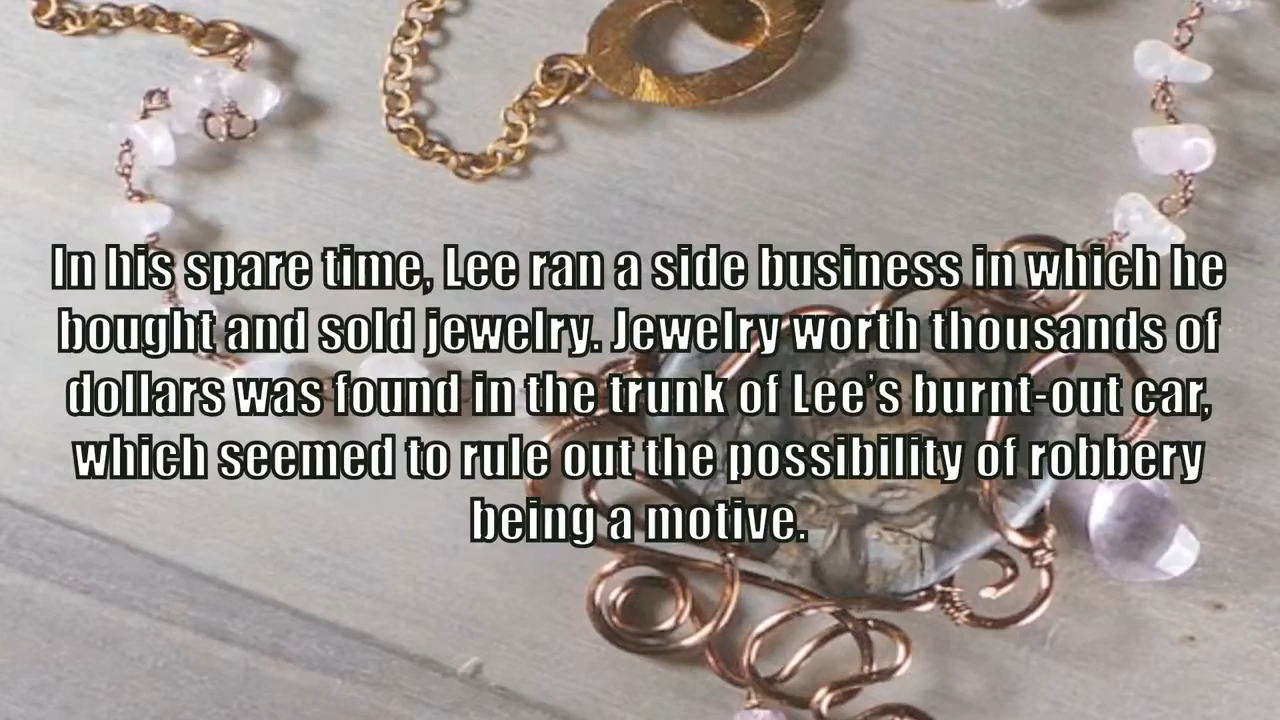 In his spare time, Lee ran a side business in which he
bought and sold jewelry. Jewelry worth thousands of
dollars was found in the trunk of Lee’s burnt-out car,
which seemed to rule out the possibility of robbery
being a motive.